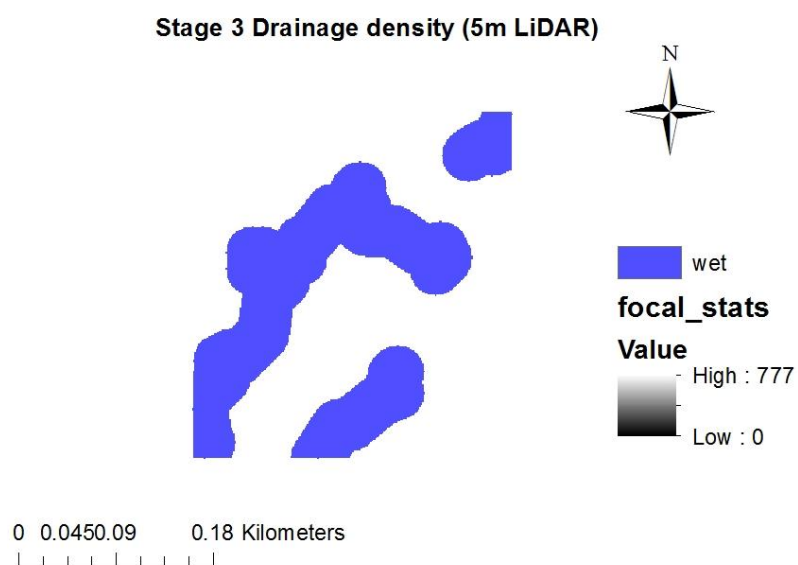 Stage 3 Drainage density (5m LiDAR)
N
wet
focal_stats
Value
High : 777
Low : 0
0 0.0450.09 0.18 Kilometers